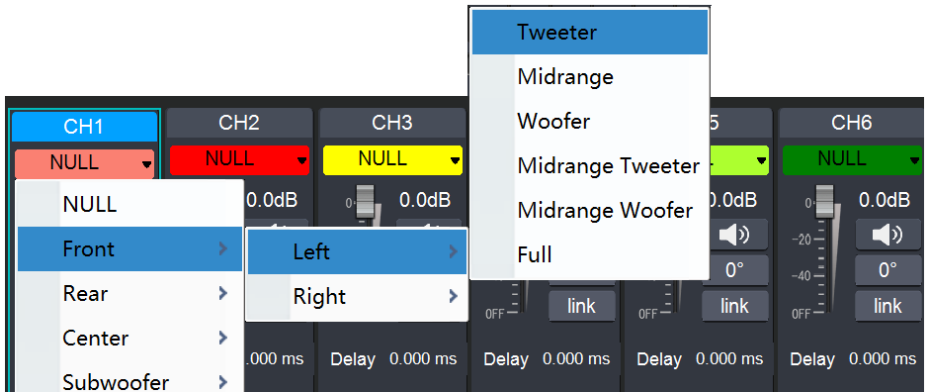 Tweeter
Midrange
Woofer
Midrange Tweeter
Midrange Woofer
Full
CH1 CH2 CH3 5 CH6
NULL NULL NULL NULL
NULL
Front
Rear
Center
Subwoofer
Left
Right
0.0dB 0 0.0dB 0.0dB 0 0.0dB
-20
0° -40 0°
OFF link OFF link OFF link
.000 ms Delay 0.000 ms Delay 0.000 ms Delay 0.000 ms Delay 0.000 ms